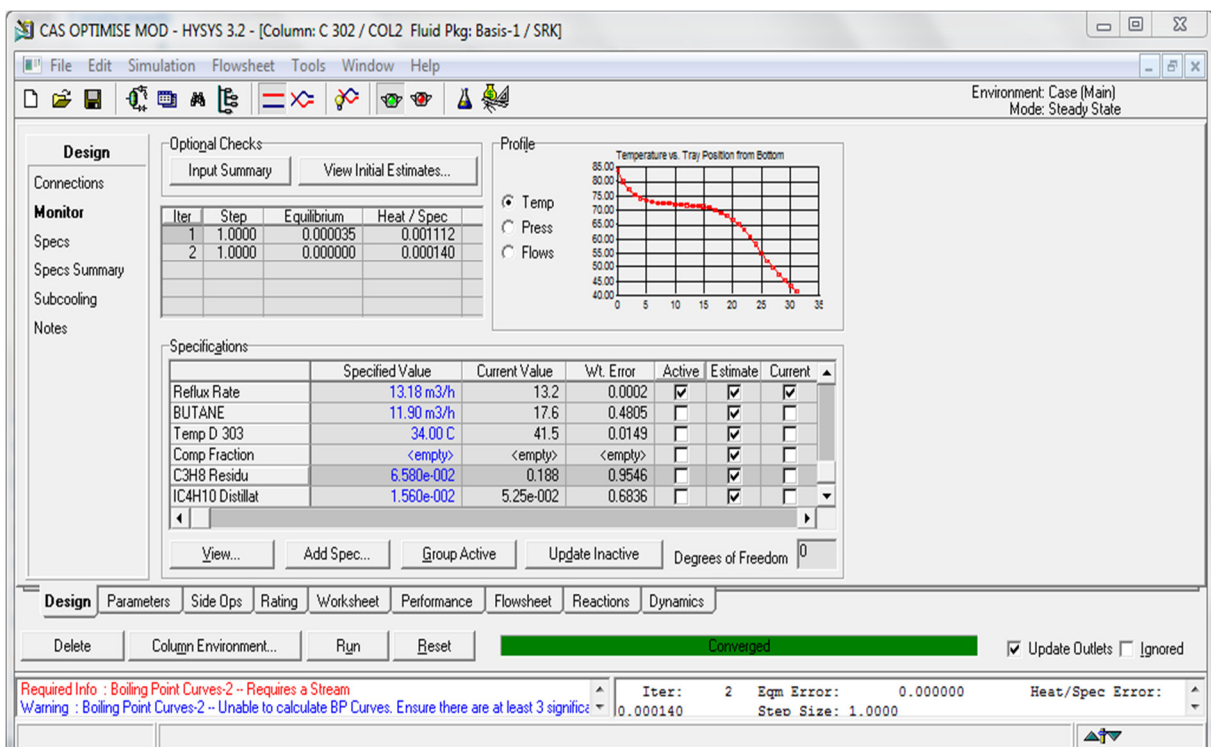 CAS OPTIMISE MOD - HYSYS 3.2 - [Column: C 302 / COL2 Fluid Pkg: Basis-1 / SRK]
File Edit Simulation Flowsheet Tools Window Help
Environment: Case (Main)
Mode: Steady State
Design
Connections
Monitor
Specs
Specs Summary
Subcooling
Notes
Optional Checks
Input Summary View Initial Estimates...
Iter Step Equilibrium Heat / Spec
1 1.0000 0.000035 0.001112
2 1.0000 0.000000 0.000140
Profile
Temp
Press
Flows
Temperature vs. Tray Position from Bottom
85.00
80.00
75.00
70.00
65.00
60.00
55.00
50.00
45.00
40.00
0 5 10 15 20 25 30 35
Specifications
Specified Value Current Value Wt. Error Active Estimate Current
Reflux Rate 13.18 m3/h 13.2 0.0002
BUTANE 11.90 m3/h 17.6 0.4805
Temp D 303 34.00 C 41.5 0.0149
Comp Fraction <empty> <empty> <empty>
C3H8 Residu 6.580e-002 0.188 0.9546
IC4H10 Distillat 1.560e-002 5.25e-002 0.6836
View... Add Spec... Group Active Update Inactive Degrees of Freedom 0
Design Parameters Side Ops Rating Worksheet Performance Flowsheet Reactions Dynamics
Delete Column Environment... Run Reset Converged Update Outlets Ignored
Required Info : Boiling Point Curves-2 -- Requires a Stream
Warning : Boiling Point Curves-2 -- Unable to calculate BP Curves. Ensure there are at least 3 significa
Iter: 2 Eqm Error: 0.000000 Heat/Spec Error:
0.000140 Step Size: 1.0000